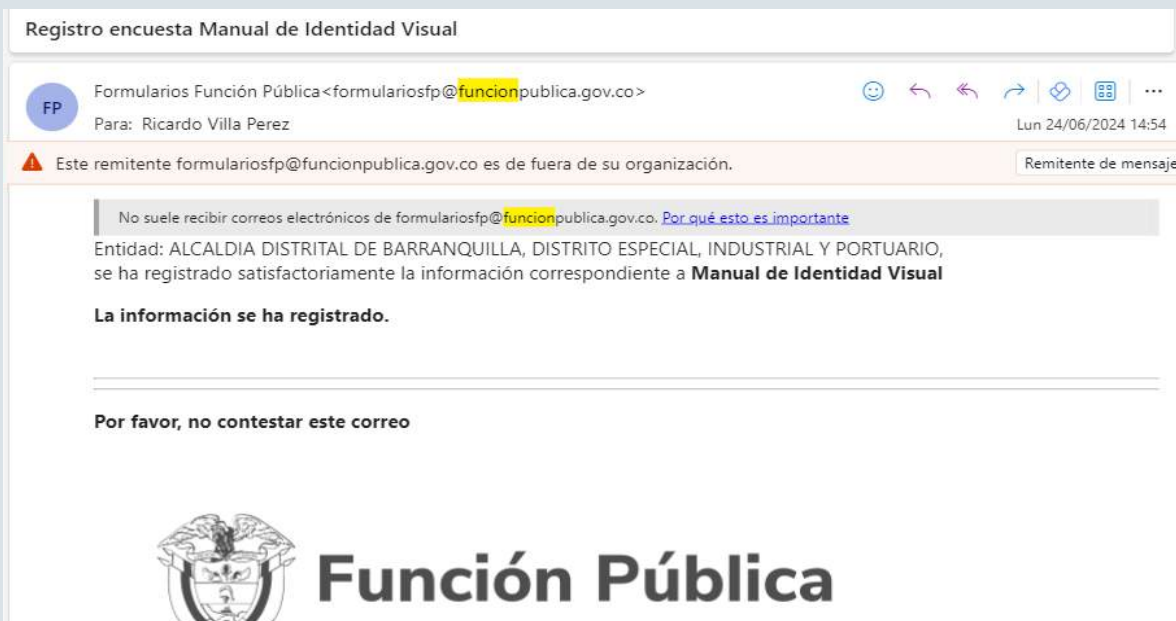 Registro encuesta Manual de Identidad Visual
FP
Formularios Función Pública<formulariosfp@funcionpublica.gov.co>
Para: Ricardo Villa Perez
Lun 24/06/2024 14:54
Este remitente formulariosfp@funcionpublica.gov.co es de fuera de su organización.
Remitente de mensaje
No suele recibir correos electrónicos de formulariosfp@funcionpublica.gov.co. Por qué esto es importante
Entidad: ALCALDIA DISTRITAL DE BARRANQUILLA, DISTRITO ESPECIAL, INDUSTRIAL Y PORTUARIO,
se ha registrado satisfactoriamente la información correspondiente a Manual de Identidad Visual
La información se ha registrado.
Por favor, no contestar este correo
Función Pública